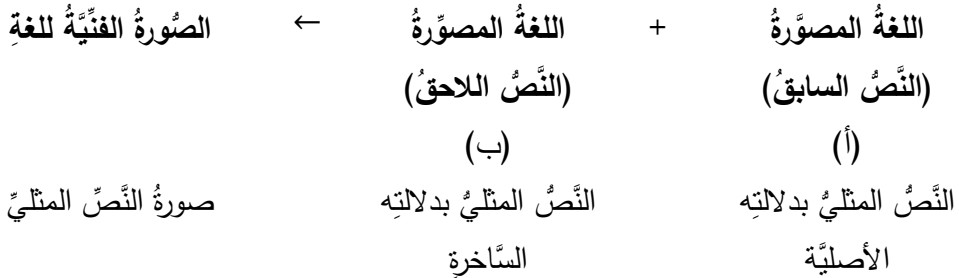 اللغةُ المصوَّرةُ + اللغةُ المصوِّرةُ ← الصُّورةُ الفنِّيَّةُ للغةِ
(النَّصُّ السابقُ) (النَّصُّ اللاحقُ)
(أ) (ب)
النَّصُّ المثليُّ بدلالتِه النَّصُّ المثليُّ بدلالتِه صورةُ النَّصِّ المثليِّ
الأصليَّة السَّاخرةِ